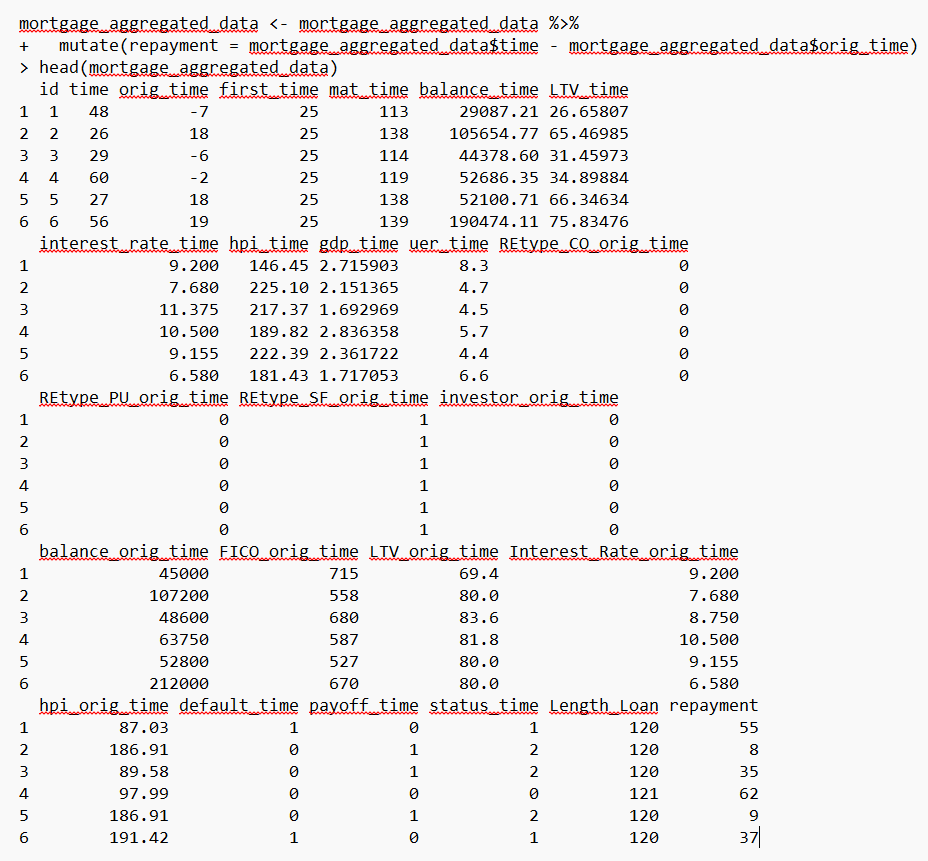 mortgage_aggregated_data <- mortgage_aggregated_data %>%
+   mutate(repayment = mortgage_aggregated_data$time - mortgage_aggregated_data$orig_time)
> head(mortgage_aggregated_data)
  id time orig_time first_time mat_time balance_time LTV_time
1  1   48        -7         25      113     29087.21 26.65807
2  2   26        18         25      138    105654.77 65.46985
3  3   29        -6         25      114     44378.60 31.45973
4  4   60        -2         25      119     52686.35 34.89884
5  5   27        18         25      138     52100.71 66.34634
6  6   56        19         25      139    190474.11 75.83476
  interest_rate_time hpi_time gdp_time uer_time REtype_CO_orig_time
1              9.200   146.45 2.715903      8.3                   0
2              7.680   225.10 2.151365      4.7                   0
3             11.375   217.37 1.692969      4.5                   0
4             10.500   189.82 2.836358      5.7                   0
5              9.155   222.39 2.361722      4.4                   0
6              6.580   181.43 1.717053      6.6                   0
  REtype_PU_orig_time REtype_SF_orig_time investor_orig_time
1                   0                   1                  0
2                   0                   1                  0
3                   0                   1                  0
4                   0                   1                  0
5                   0                   1                  0
6                   0                   1                  0
  balance_orig_time FICO_orig_time LTV_orig_time Interest_Rate_orig_time
1             45000            715          69.4                   9.200
2            107200            558          80.0                   7.680
3             48600            680          83.6                   8.750
4             63750            587          81.8                  10.500
5             52800            527          80.0                   9.155
6            212000            670          80.0                   6.580
  hpi_orig_time default_time payoff_time status_time Length_Loan repayment
1         87.03            1           0           1         120        55
2        186.91            0           1           2         120         8
3         89.58            0           1           2         120        35
4         97.99            0           0           0         121        62
5        186.91            0           1           2         120         9
6        191.42            1           0           1         120        37